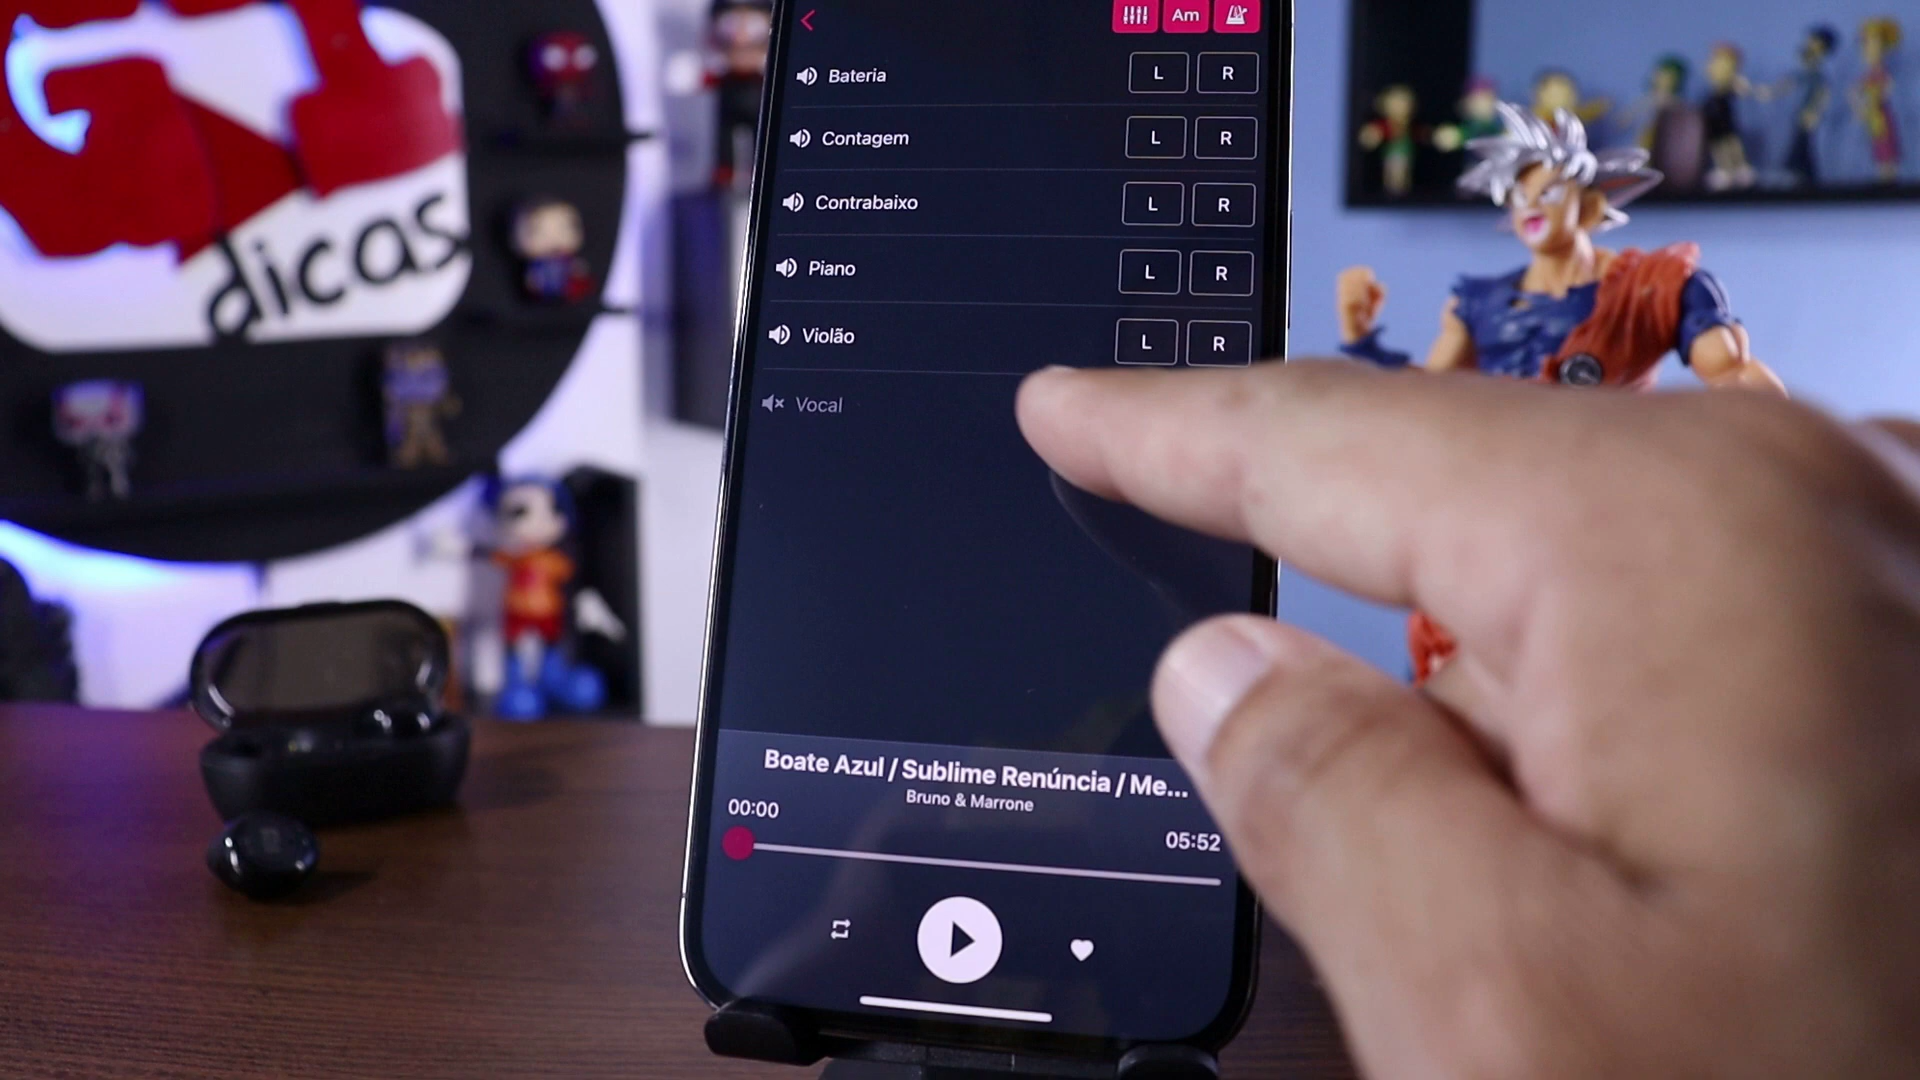 dicas
Am
Bateria L R
Contagem L R
Contrabaixo L R
Piano L R
Violão L R
Vocal
Boate Azul / Sublime Renúncia / Me...
Bruno & Marrone
00:00
05:52